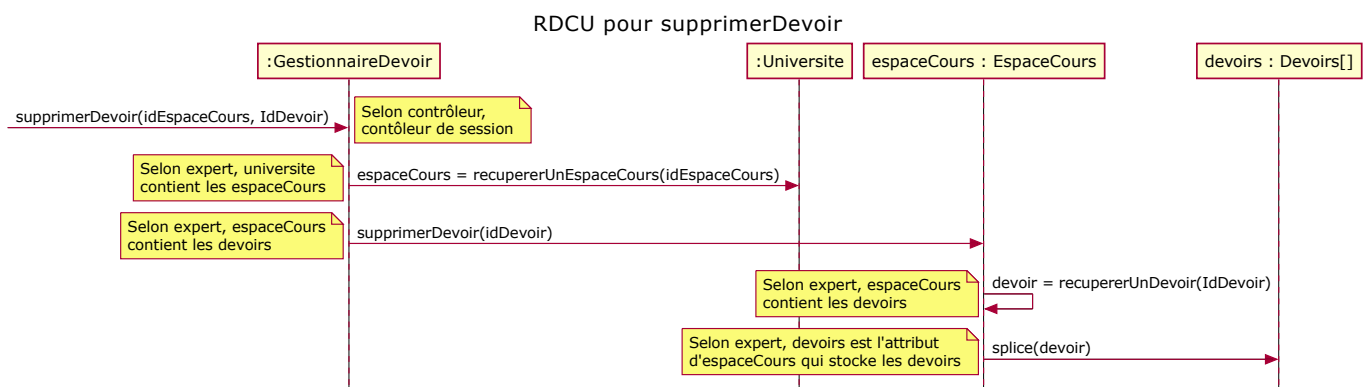 RDCU pour supprimerDevoir
:GestionnaireDevoir
:Universite
espaceCours : EspaceCours
devoirs : Devoirs[]
supprimerDevoir(idEspaceCours, IdDevoir)
Selon contrôleur,
contôleur de session
Selon expert, universite
contient les espaceCours
espaceCours = recupererUnEspaceCours(idEspaceCours)
Selon expert, espaceCours
contient les devoirs
supprimerDevoir(idDevoir)
Selon expert, espaceCours
contient les devoirs
devoir = recupererUnDevoir(IdDevoir)
Selon expert, devoirs est l'attribut
d'espaceCours qui stocke les devoirs
splice(devoir)